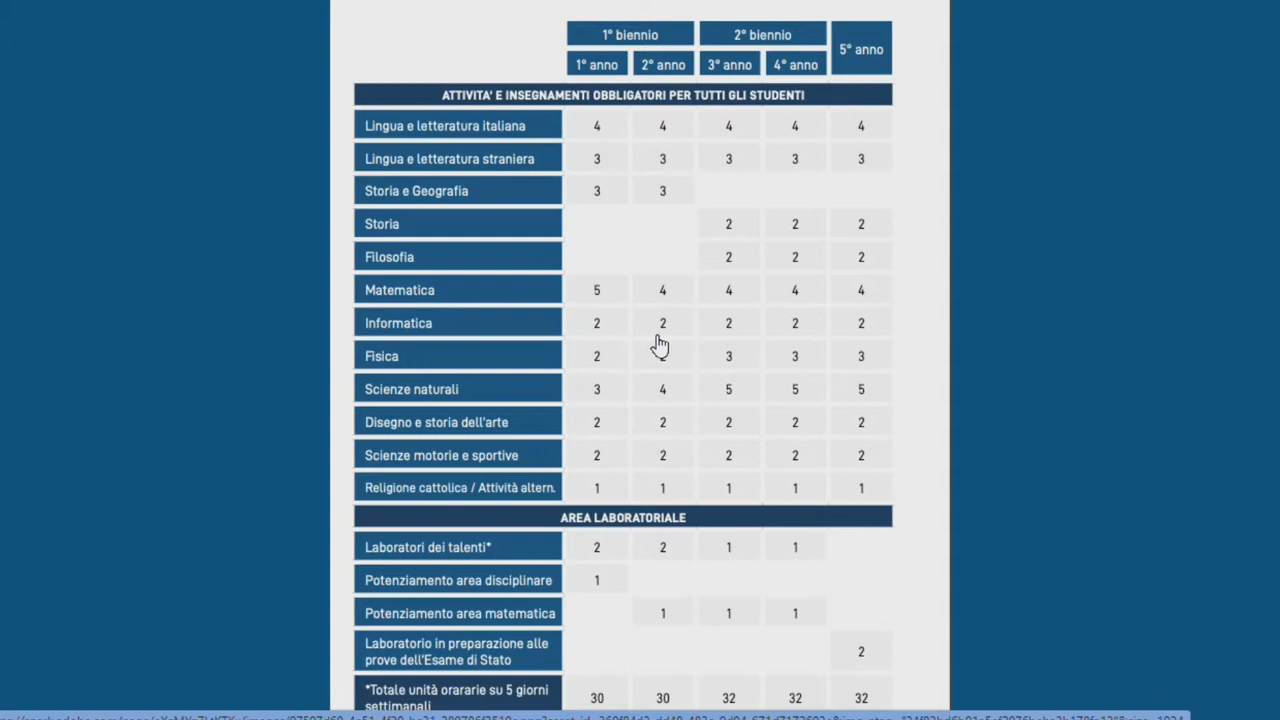 1° biennio 2° biennio 5° anno
1° anno 2° anno 3° anno 4° anno
ATTIVITA' E INSEGNAMENTI OBBLIGATORI PER TUTTI GLI STUDENTI
Lingua e letteratura italiana 4 4 4 4 4
Lingua e letteratura straniera 3 3 3 3 3
Storia e Geografia 3 3
Storia 2 2 2
Filosofia 2 2 2
Matematica 5 4 4 4 4
Informatica 2 2 2 2 2
Fisica 2 2 3 3 3
Scienze naturali 3 4 5 5 5
Disegno e storia dell'arte 2 2 2 2 2
Scienze motorie e sportive 2 2 2 2 2
Religione cattolica / Attività altern. 1 1 1 1 1
AREA LABORATORIALE
Laboratori dei talenti* 2 2 1 1
Potenziamento area disciplinare 1
Potenziamento area matematica 1 1 1
Laboratorio in preparazione alle
prove dell'Esame di Stato 2
*Totale unità orararie su 5 giorni
settimanali 30 30 32 32 32